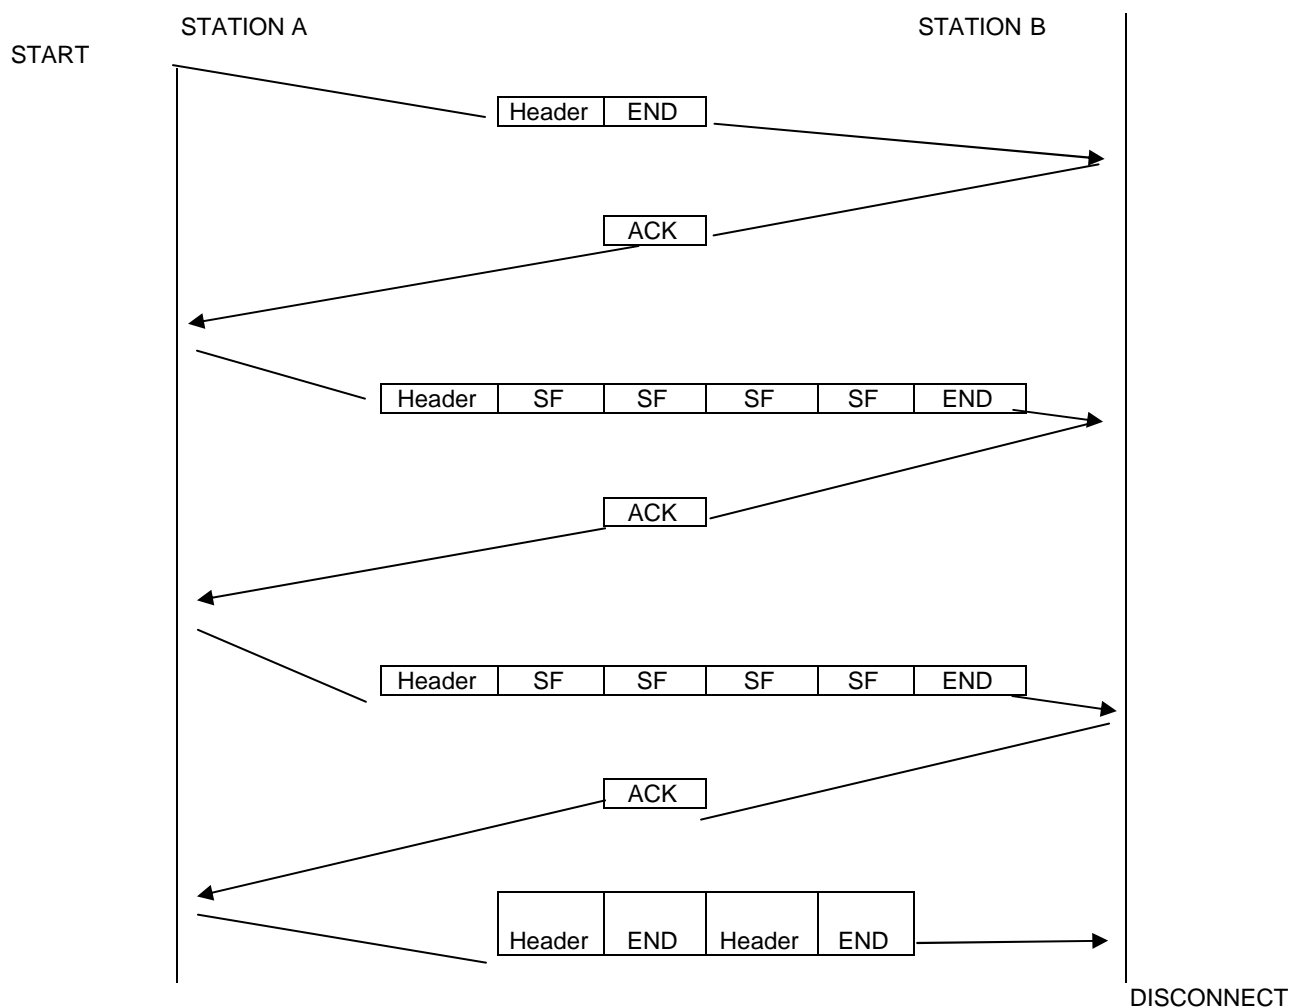 STATION A STATION B
START
Header END
ACK
Header SF SF SF SF END
ACK
Header SF SF SF SF END
ACK
Header END Header END
DISCONNECT